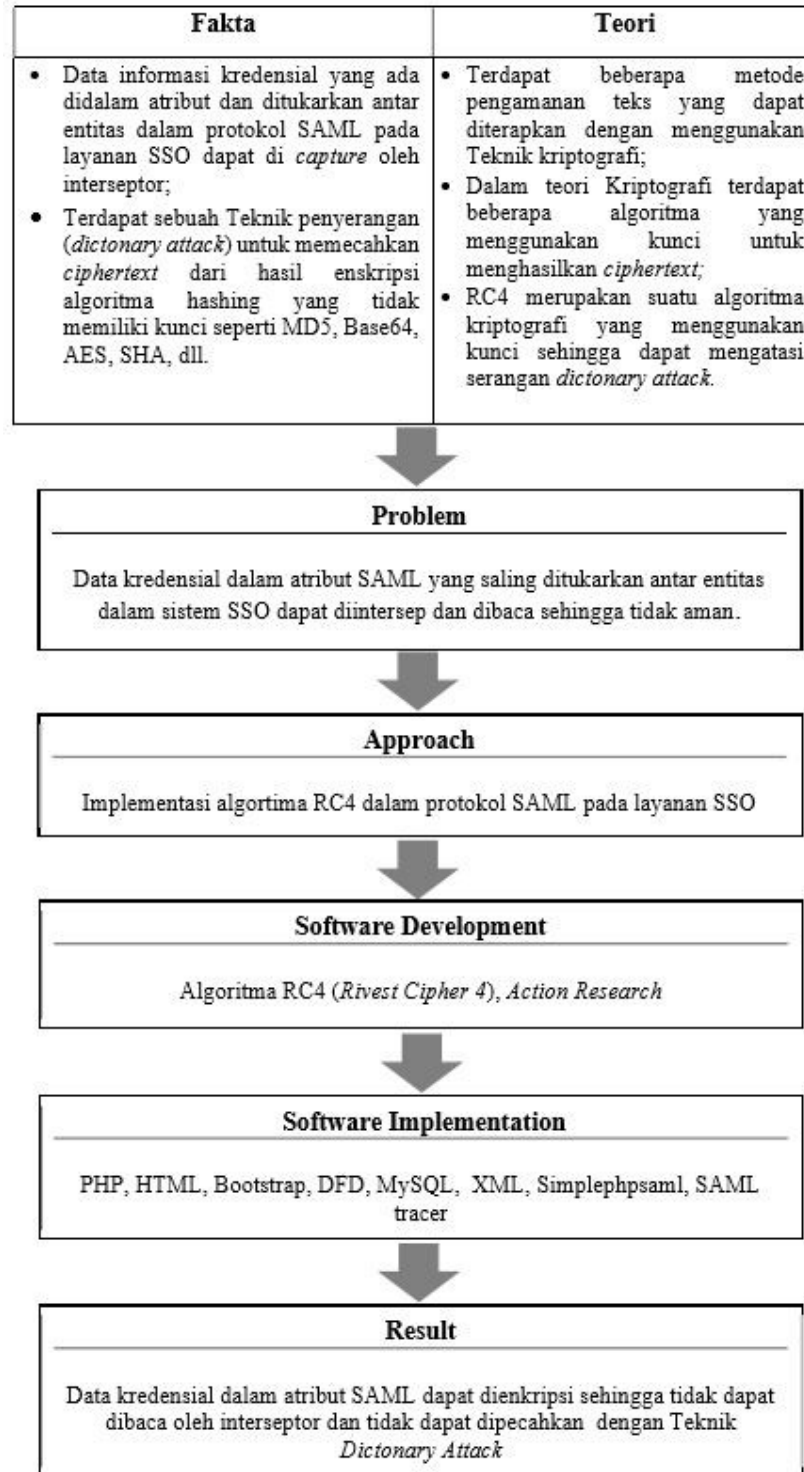 Fakta
Data informasi kredensial yang ada
didalam atribut dan ditukarkan antar
entitas dalam protokol SAML pada
layanan SSO dapat di capture oleh
interseptor;
Terdapat sebuah Teknik penyerangan
(dictonary attack) untuk memecahkan
ciphertext dari hasil enskripsi
algoritma hashing yang tidak
memiliki kunci seperti MD5, Base64,
AES, SHA, dll.
Teori
Terdapat beberapa metode
pengamanan teks yang dapat
diterapkan dengan menggunakan
Teknik kriptografi;
Dalam teori Kriptografi terdapat
beberapa algoritma yang
menggunakan kunci untuk
menghasilkan ciphertext;
RC4 merupakan suatu algoritma
kriptografi yang menggunakan
kunci sehingga dapat mengatasi
serangan dictonary attack.
Problem
Data kredensial dalam atribut SAML yang saling ditukarkan antar entitas
dalam sistem SSO dapat diintersep dan dibaca sehingga tidak aman.
Approach
Implementasi algortima RC4 dalam protokol SAML pada layanan SSO
Software Development
Algoritma RC4 (Rivest Cipher 4), Action Research
Software Implementation
PHP, HTML, Bootstrap, DFD, MySQL, XML, Simplephpsaml, SAML
tracer
Result
Data kredensial dalam atribut SAML dapat dienkripsi sehingga tidak dapat
dibaca oleh interseptor dan tidak dapat dipecahkan dengan Teknik
Dictonary Attack